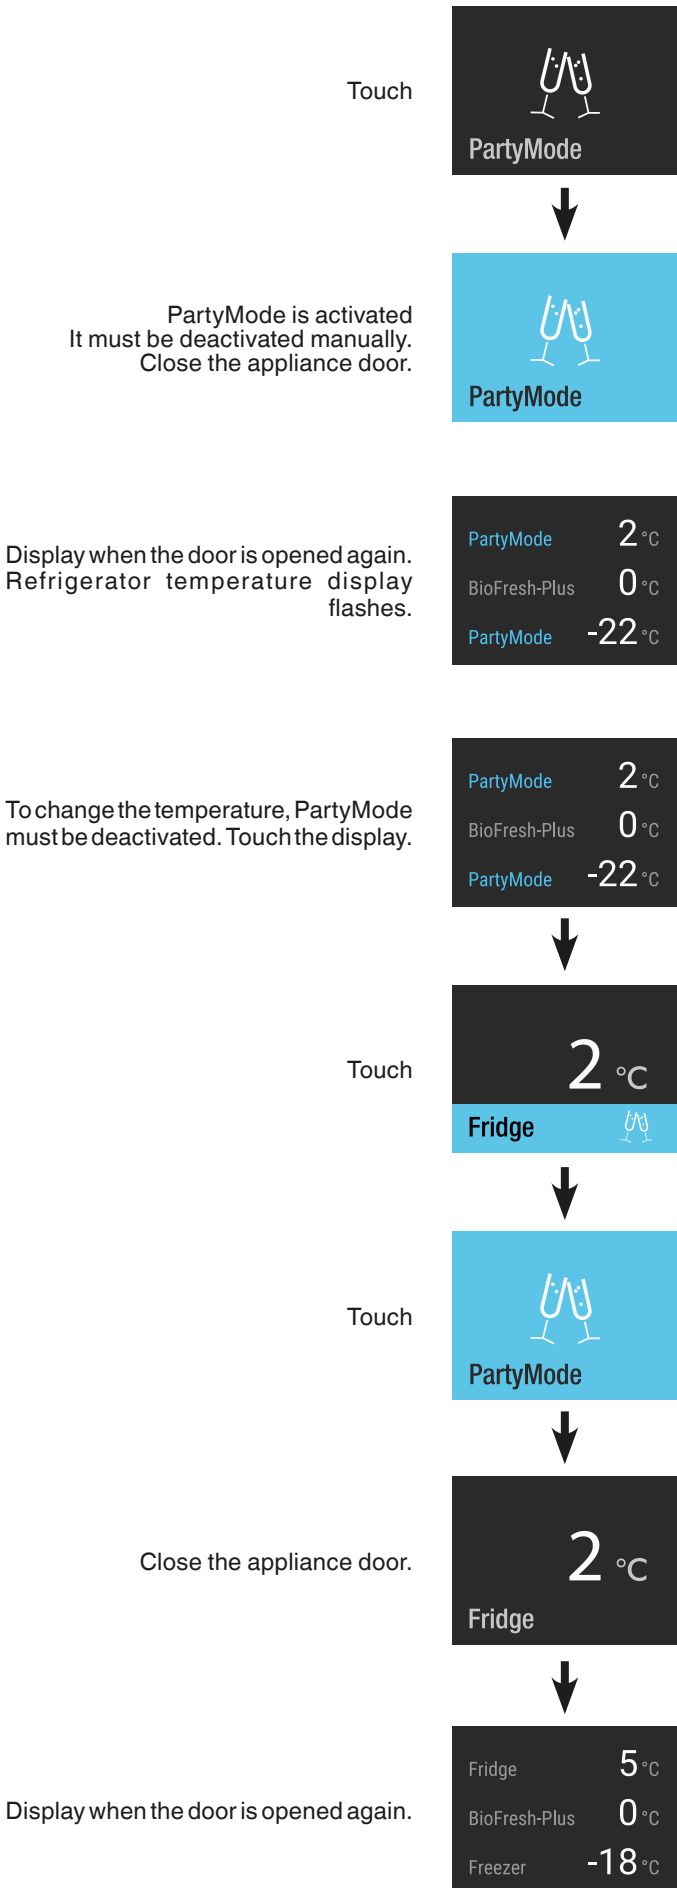 Touch
PartyMode
PartyMode is activated
It must be deactivated manually.
Close the appliance door.
PartyMode
Display when the door is opened again.
Refrigerator temperature display
flashes.
PartyMode 2 °C
BioFresh-Plus 0 °C
PartyMode -22 °C
To change the temperature, PartyMode
must be deactivated. Touch the display.
PartyMode 2 °C
BioFresh-Plus 0 °C
PartyMode -22 °C
Touch
2 °C
Fridge
Touch
PartyMode
Close the appliance door.
2 °C
Fridge
Display when the door is opened again.
Fridge 5 °C
BioFresh-Plus 0 °C
Freezer -18 °C